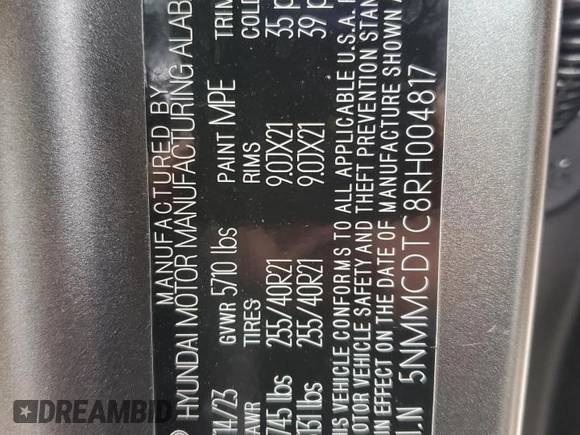 MANUFACTURED BY
HYUNDAI MOTOR MANUFACTURING ALAB
14/23 GVWR 5710 lbs PAINT MPE TRIM
AWR TIRES RIMS COLD
745 lbs 255/40R21 9.0JX21 35 p
131 lbs 255/40R21 9.0JX21 39 p
IS VEHICLE CONFORMS TO ALL APPLICABLE U.S.A. F
OTOR VEHICLE SAFETY AND THEFT PREVENTION STAN
IN EFFECT ON THE DATE OF MANUFACTURE SHOWN A
I.N 5NMMCDTC8RH004817
DREAMBID